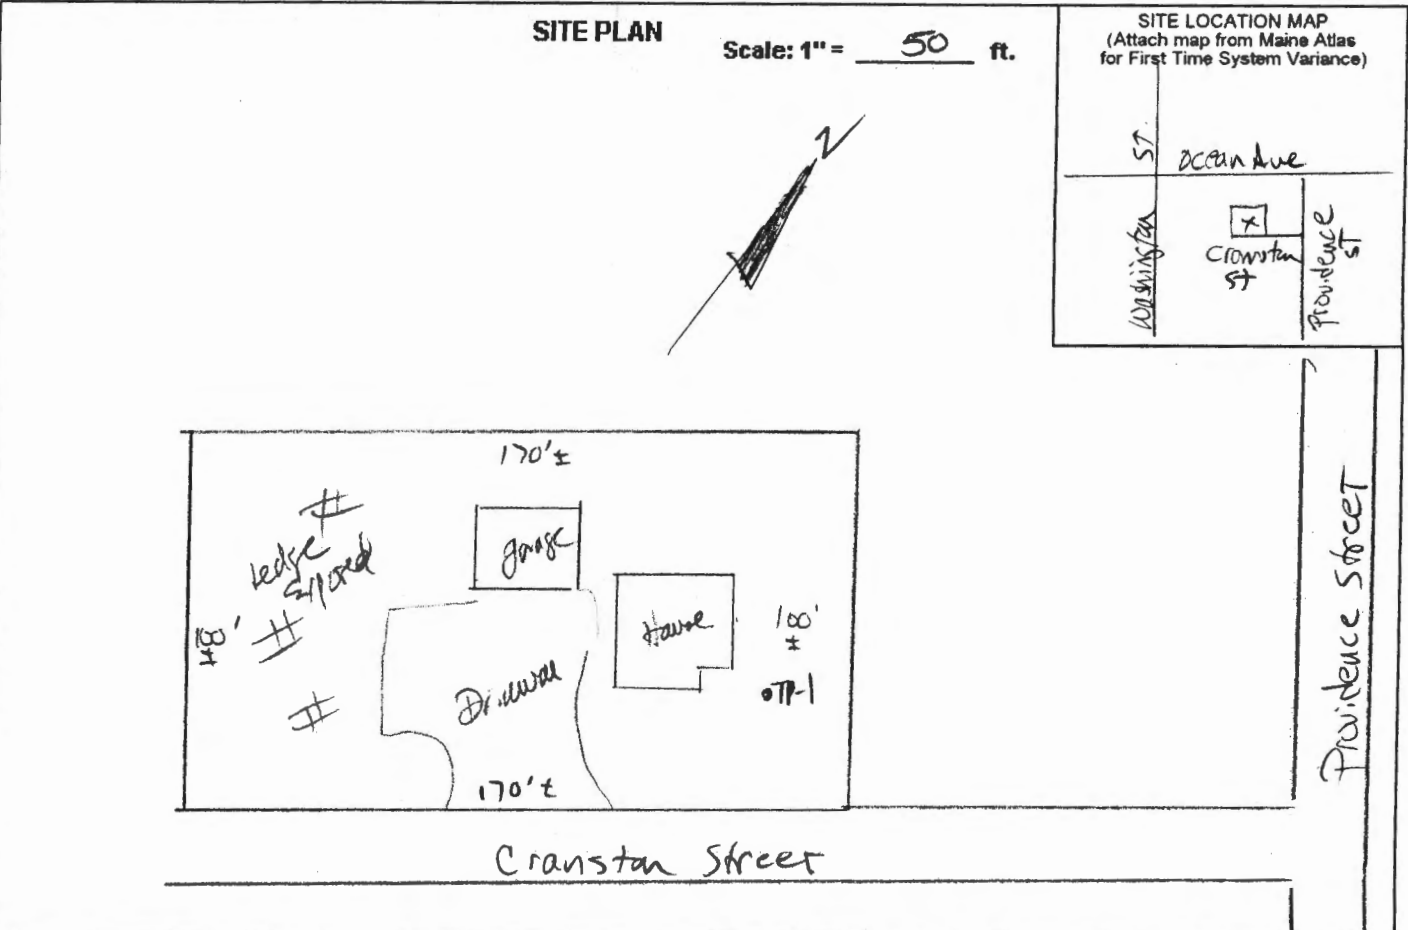 SITE PLAN
Scale: 1" = 50 ft.
SITE LOCATION MAP
(Attach map from Maine Atlas
for First Time System Variance)
Washington ST.
Ocean Ave
X
Cranston
St
Providence
ST
N
170'±
garage
Ledge
Exposed
House
100'
±
100'
±
TP-1
Driveway
170'±
Cranston Street
Providence Street